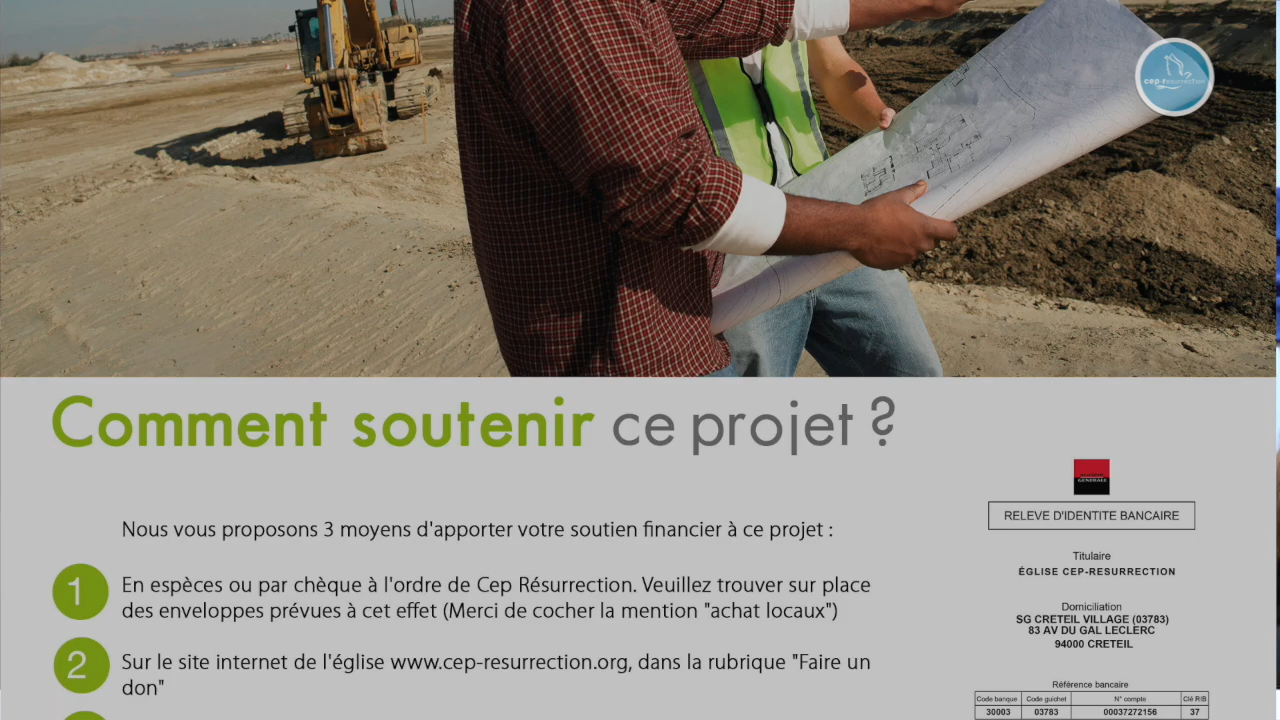 cep-resurrection
Comment soutenir ce projet ?
Nous vous proposons 3 moyens d'apporter votre soutien financier à ce projet :
1
En espèces ou par chèque à l'ordre de Cep Résurrection. Veuillez trouver sur place
des enveloppes prévues à cet effet (Merci de cocher la mention "achat locaux")
2
Sur le site internet de l'église www.cep-resurrection.org, dans la rubrique "Faire un
don"
GENERALE
RELEVE D'IDENTITE BANCAIRE
Titulaire
ÉGLISE CEP-RESURRECTION
Domiciliation
SG CRETEIL VILLAGE (03783)
83 AV DU GAL LECLERC
94000 CRETEIL
Référence bancaire
Code banque Code guichet N° compte Clé RIB
30003 03783 00037272156 37